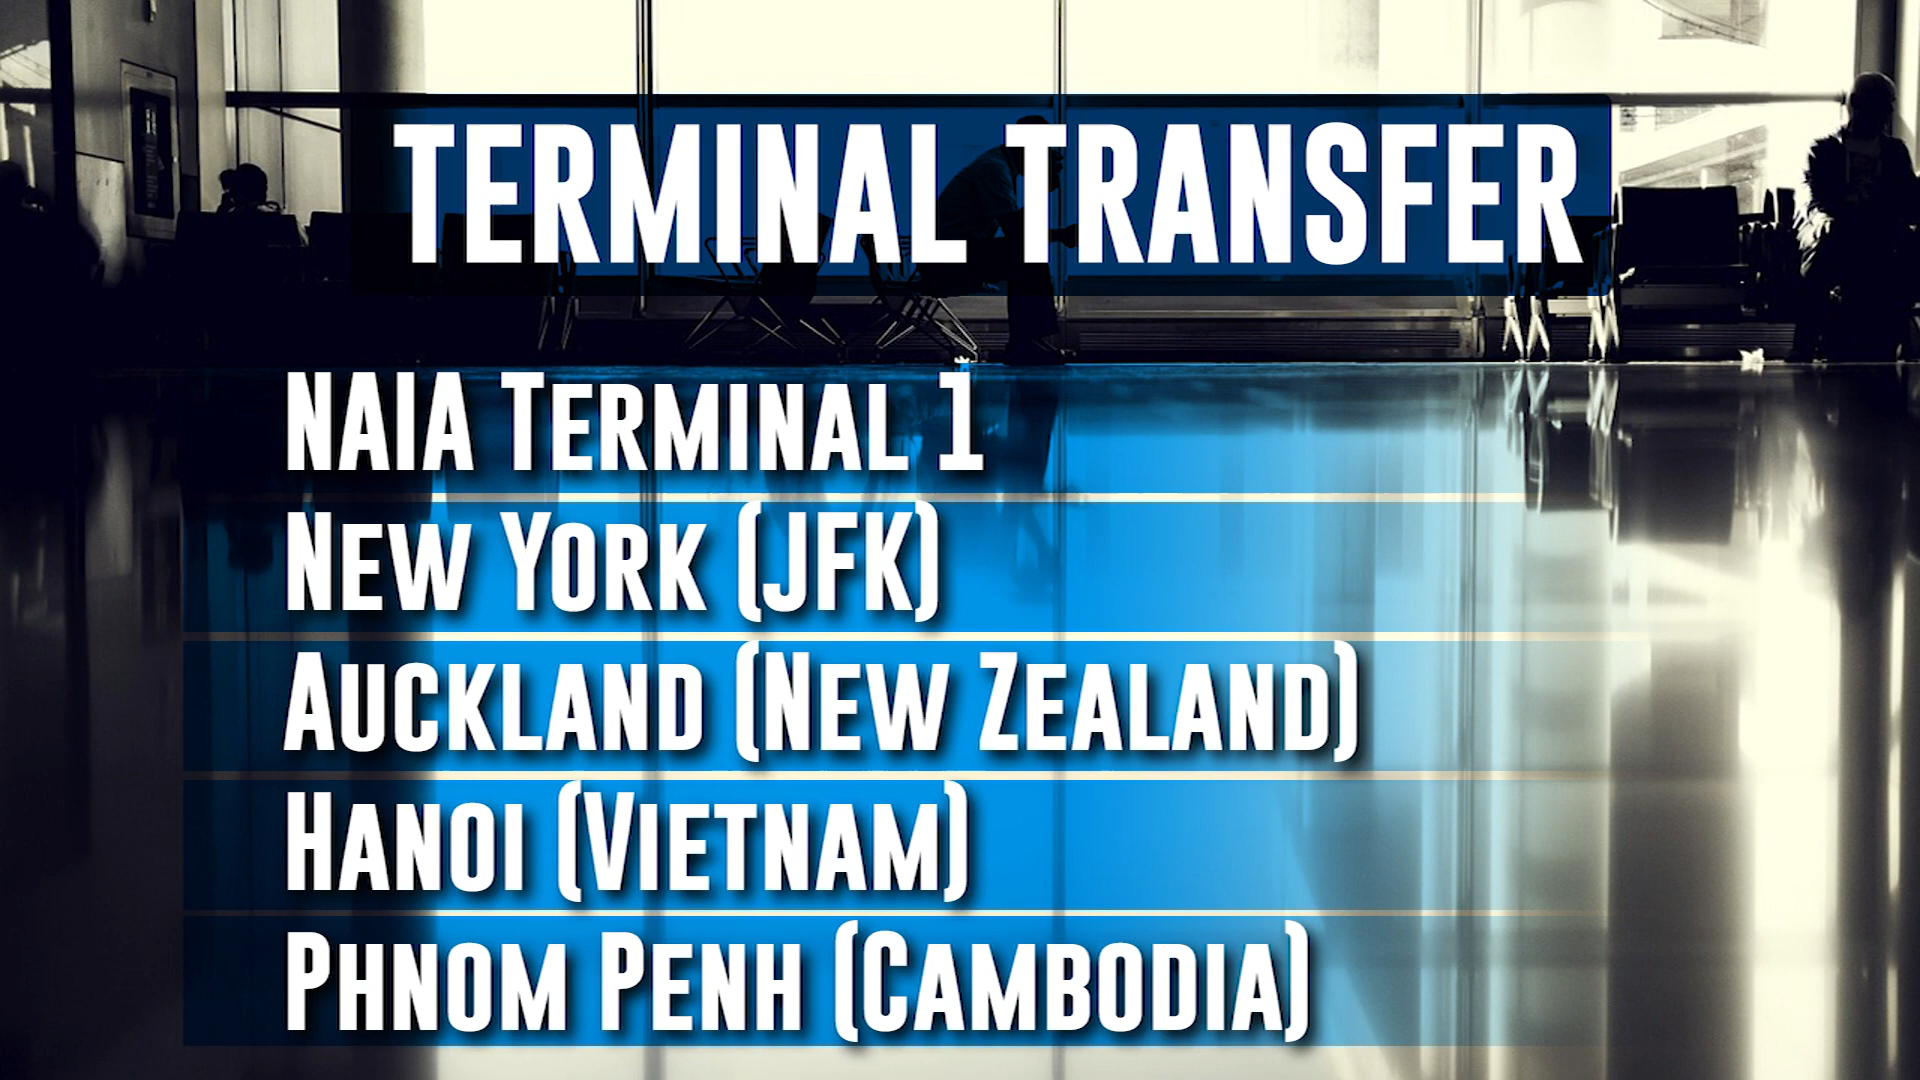 TERMINAL TRANSFER
NAIA Terminal 1
New York (JFK)
Auckland (New Zealand)
Hanoi (Vietnam)
Phnom Penh (Cambodia)